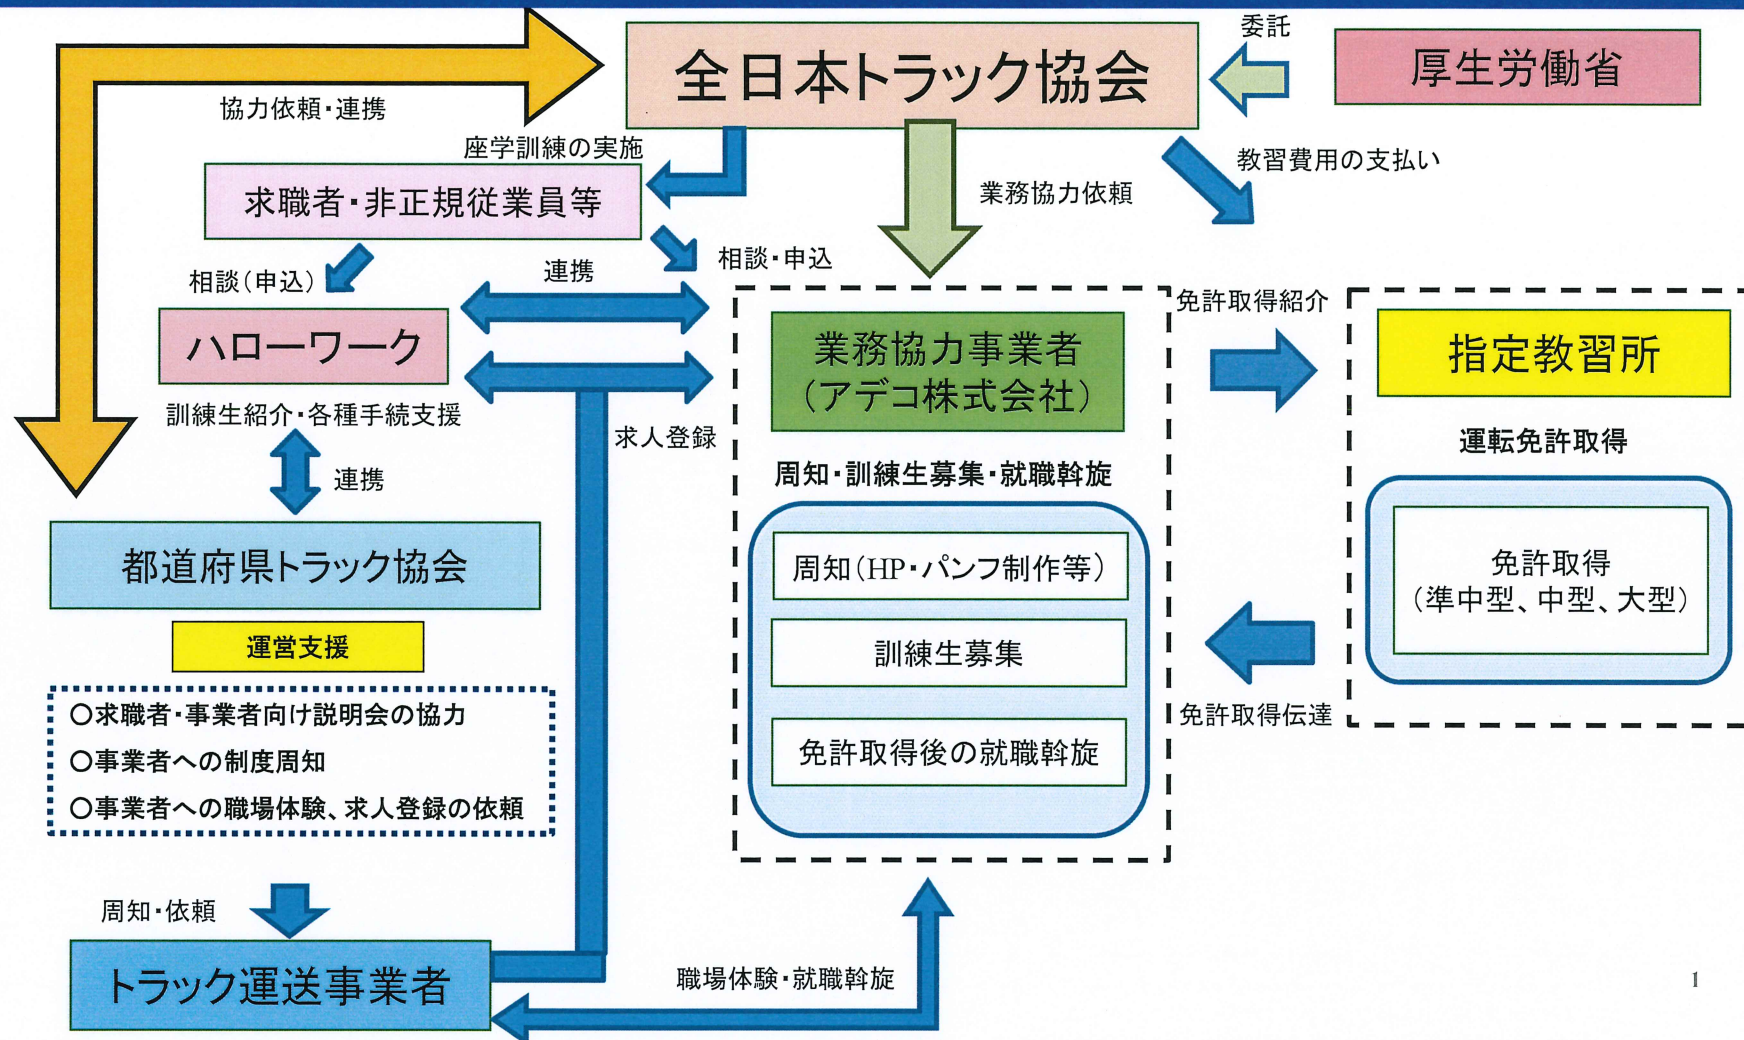 委託
全日本トラック協会
厚生労働省
協力依頼・連携
座学訓練の実施
教習費用の支払い
業務協力依頼
求職者・非正規従業員等
相談・申込
相談（申込）
連携
ハローワーク
訓練生紹介・各種手続支援
連携
求人登録
業務協力事業者
（アデコ株式会社）
周知・訓練生募集・就職斡旋
周知（HP・パンフ制作等）
訓練生募集
免許取得後の就職斡旋
免許取得紹介
指定教習所
運転免許取得
免許取得
（準中型、中型、大型）
免許取得伝達
都道府県トラック協会
運営支援
〇求職者・事業者向け説明会の協力
〇事業者への制度周知
〇事業者への職場体験、求人登録の依頼
周知・依頼
トラック運送事業者
職場体験・就職斡旋
1